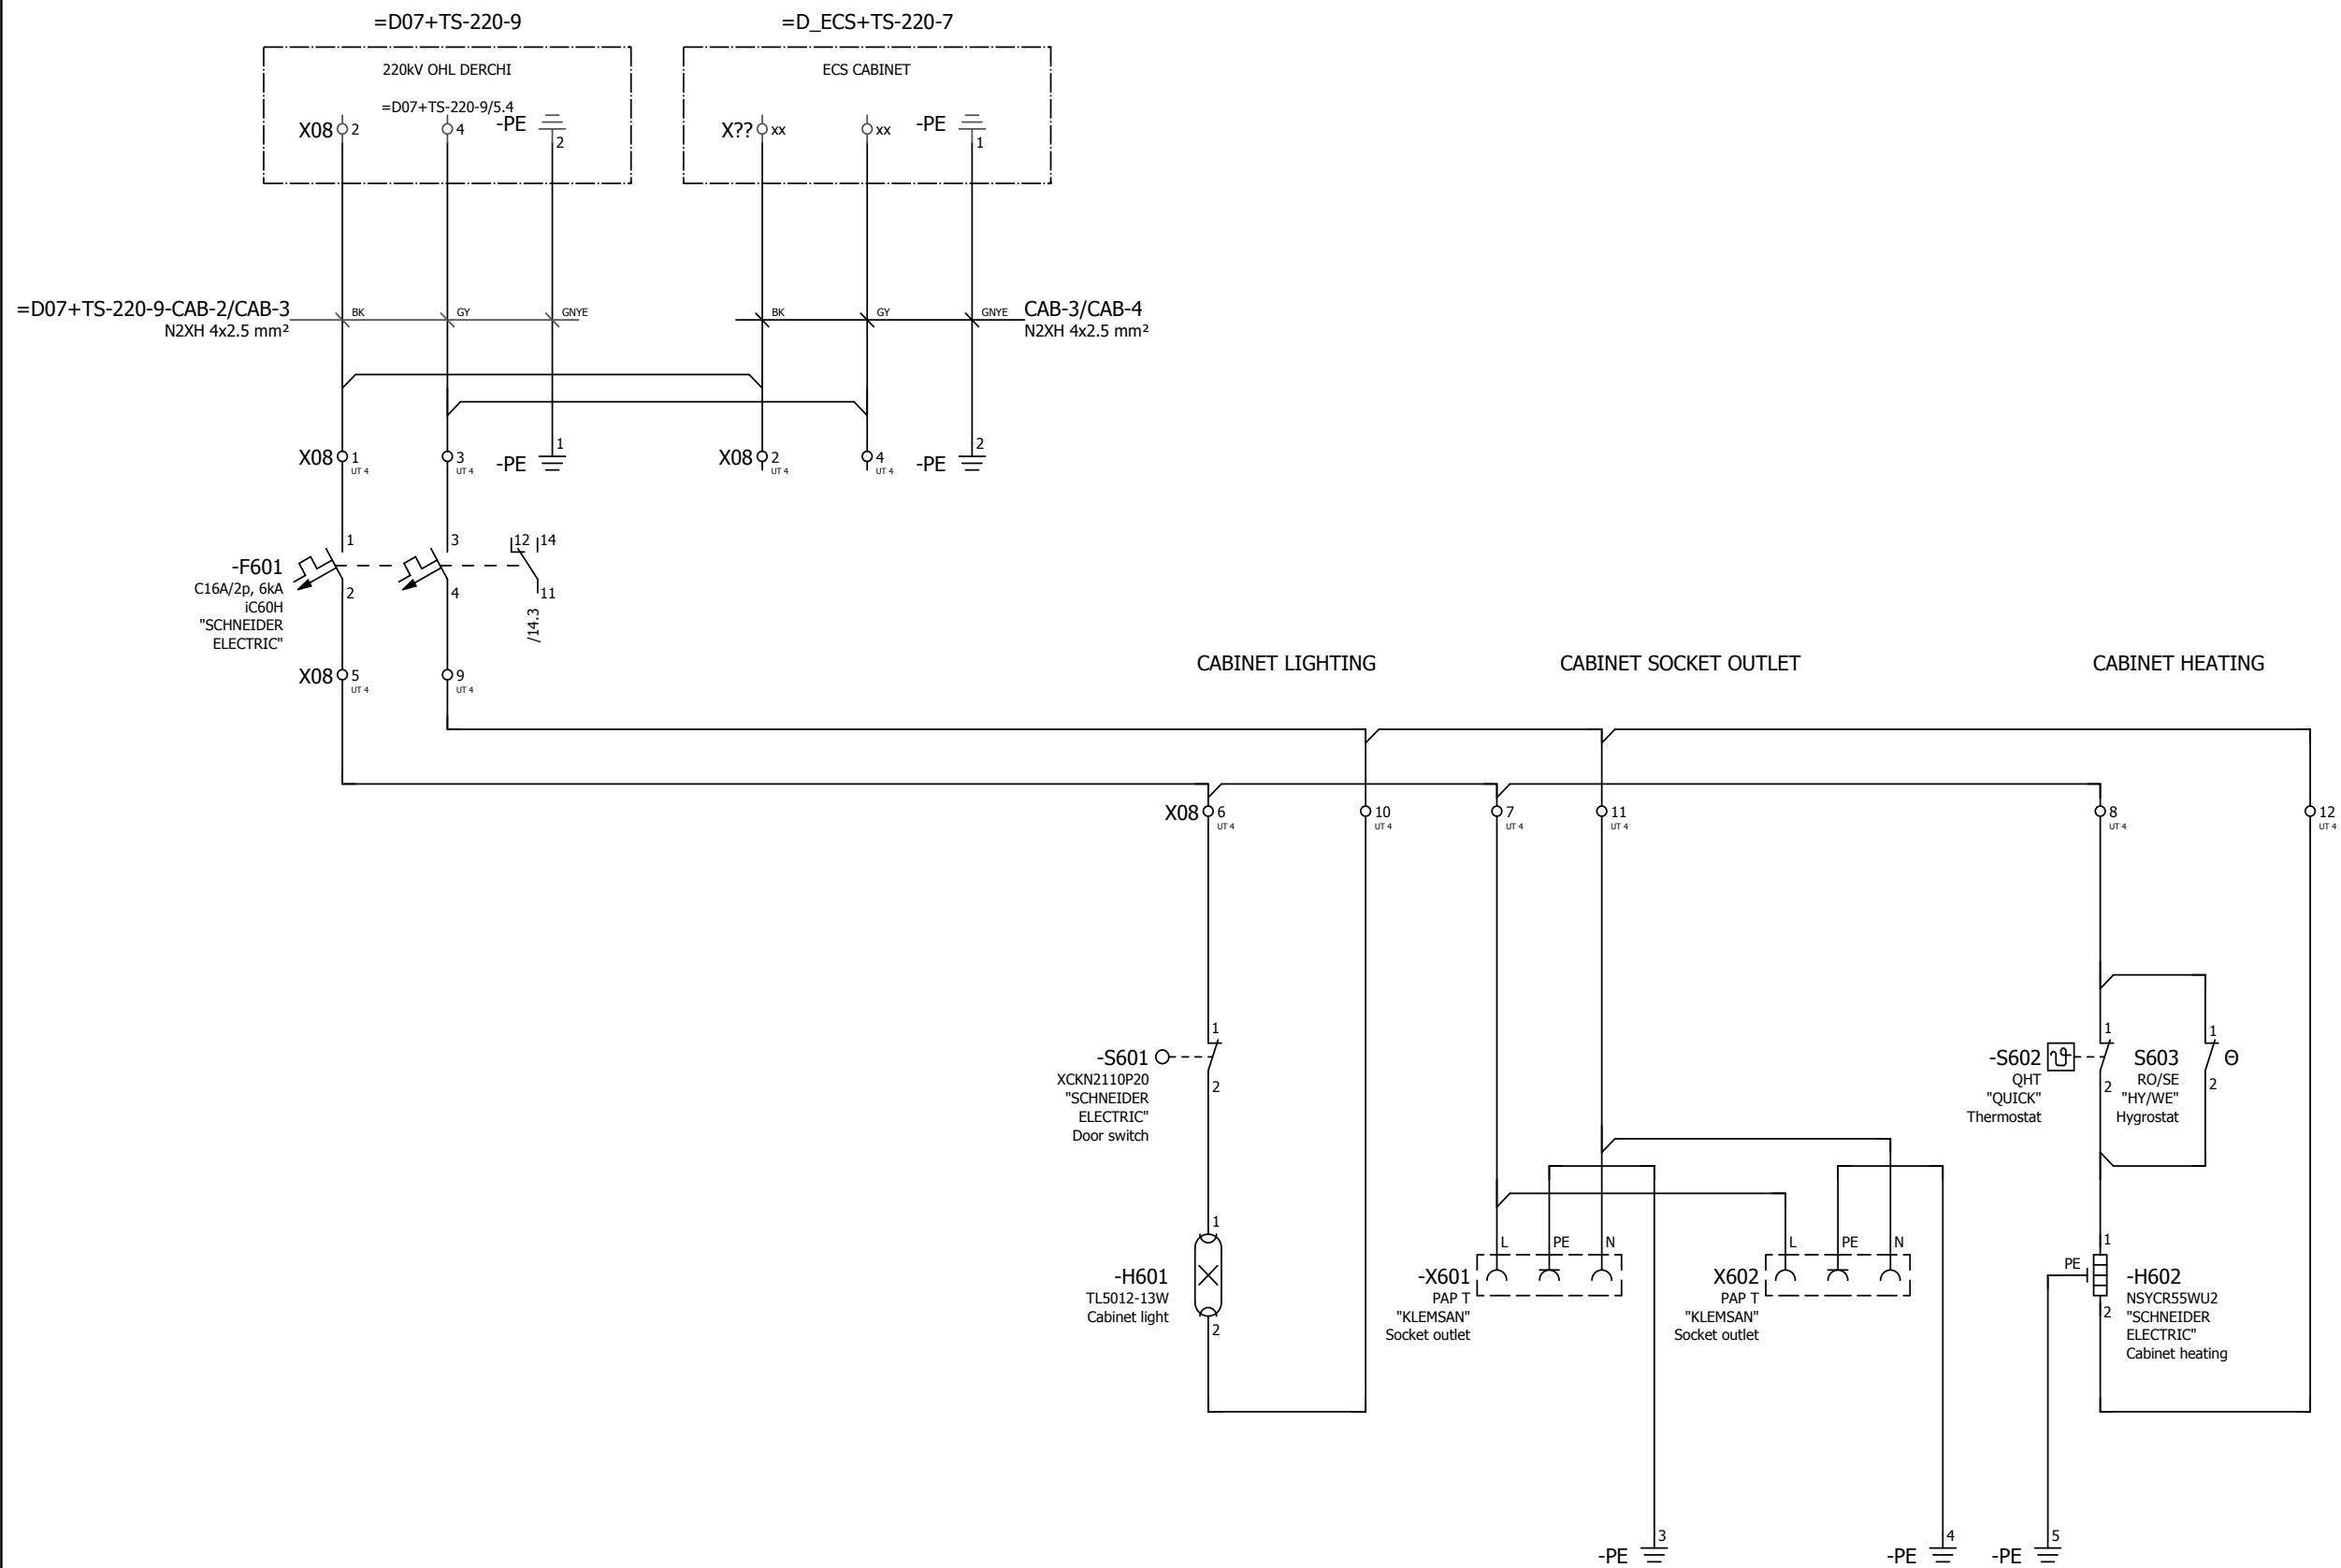 =D07+TS-220-9
=D_ECS+TS-220-7
220kV OHL DERCHI
ECS CABINET
=D07+TS-220-9/5.4
X08 2
4
-PE
2
X?? xx
xx
-PE
1
=D07+TS-220-9-CAB-2/CAB-3
N2XH 4x2.5 mm²
BK
GY
GNYE
BK
GY
GNYE
CAB-3/CAB-4
N2XH 4x2.5 mm²
X08 1
UT 4
3
UT 4
-PE
1
X08 2
UT 4
4
UT 4
-PE
2
-F601
C16A/2p, 6kA
iC60H
"SCHNEIDER
ELECTRIC"
1
2
3
4
12 14
11
/14.3
X08 5
UT 4
9
UT 4
CABINET LIGHTING
CABINET SOCKET OUTLET
CABINET HEATING
X08 6
UT 4
10
UT 4
7
UT 4
11
UT 4
8
UT 4
12
UT 4
-S601
XCKN2110P20
"SCHNEIDER
ELECTRIC"
Door switch
1
2
-S602
QHT
"QUICK"
Thermostat
1
2
S603
RO/SE
"HY/WE"
Hygrostat
1
2
Θ
-H601
TL5012-13W
Cabinet light
1
2
-X601
PAP T
"KLEMSAN"
Socket outlet
L
PE
N
X602
PAP T
"KLEMSAN"
Socket outlet
L
PE
N
PE
1
2
-H602
NSYCR55WU2
"SCHNEIDER
ELECTRIC"
Cabinet heating
-PE
3
-PE
4
-PE
5